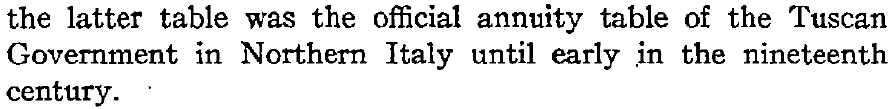 the latter table was the official annuity table of the Tuscan
Government in Northern Italy until early in the nineteenth
century.